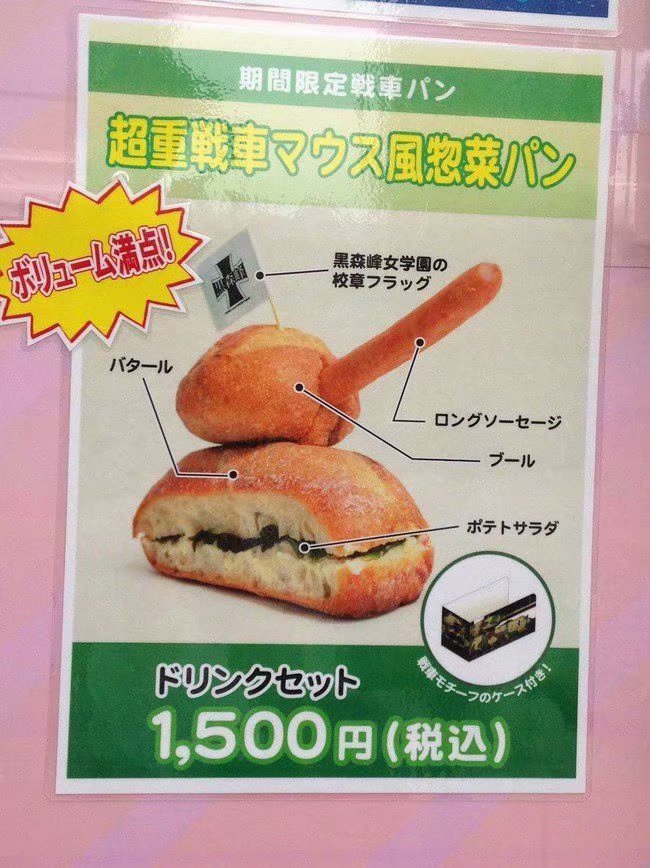 期間限定戦車パン
超重戦車マウス風惣菜パン
ボリューム満点!
黒森峰
黒森峰女学園の
校章フラッグ
バタール
ロングソーセージ
ブール
ポテトサラダ
戦車モチーフのケース付き!
ドリンクセット
1,500円(税込)